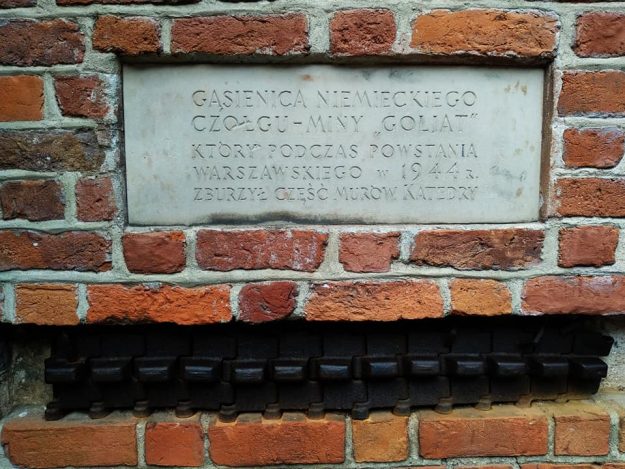 GĄSIENICA NIEMIECKIEGO
CZOŁGU-MINY „GOLIAT"
KTÓRY PODCZAS POWSTANIA
WARSZAWSKIEGO W 1944 R.
ZBURZYŁ CZĘŚĆ MURÓW KATEDRY